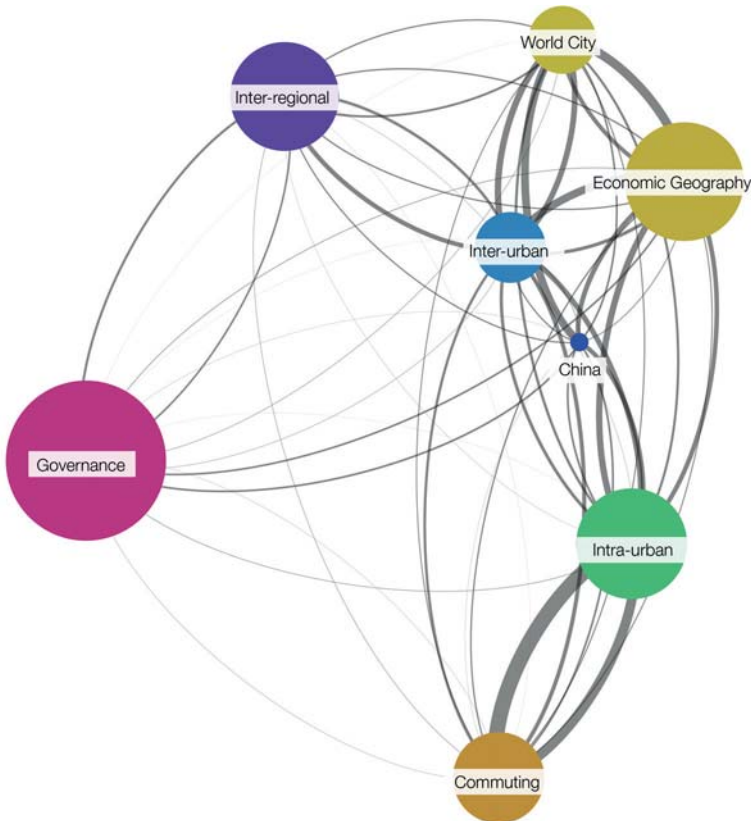 World City
Inter-regional
Economic Geography
Inter-urban
China
Governance
Intra-urban
Commuting